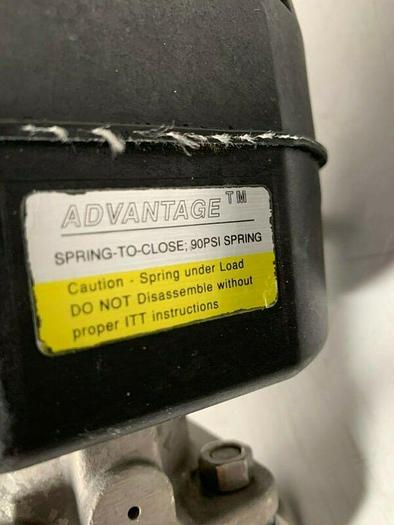 ADVANTAGE™
SPRING-TO-CLOSE; 90PSI SPRING
Caution - Spring under Load
DO NOT Disassemble without
proper ITT instructions